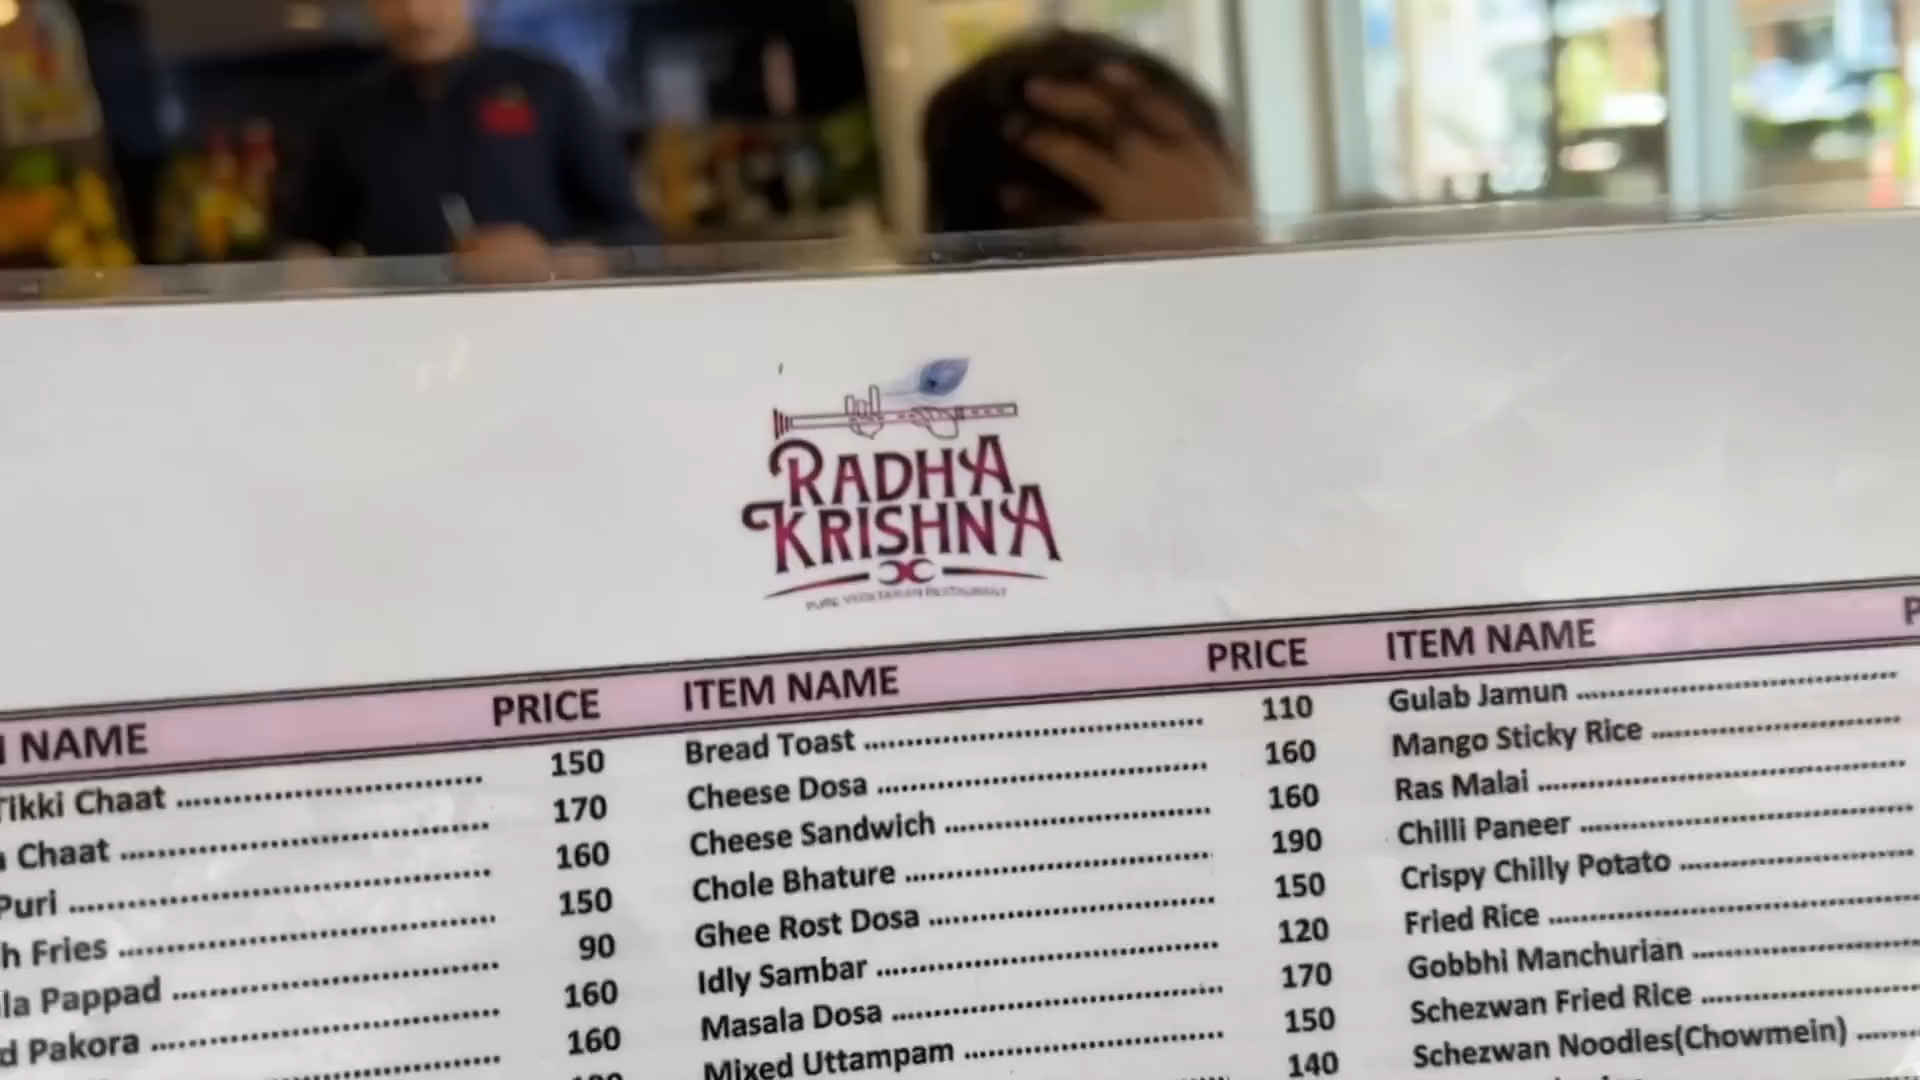 RADHA
KRISHNA
PURE VEGETARIAN RESTAURANT
NAME PRICE
Tikki Chaat 150
Chaat 170
Puri 160
Fries 150
Pappad 90
Pakora 160
160
ITEM NAME PRICE
Bread Toast 110
Cheese Dosa 160
Cheese Sandwich 160
Chole Bhature 190
Ghee Rost Dosa 150
Idly Sambar 120
Masala Dosa 170
Mixed Uttampam 150
140
ITEM NAME
Gulab Jamun
Mango Sticky Rice
Ras Malai
Chilli Paneer
Crispy Chilly Potato
Fried Rice
Gobbhi Manchurian
Schezwan Fried Rice
Schezwan Noodles(Chowmein)